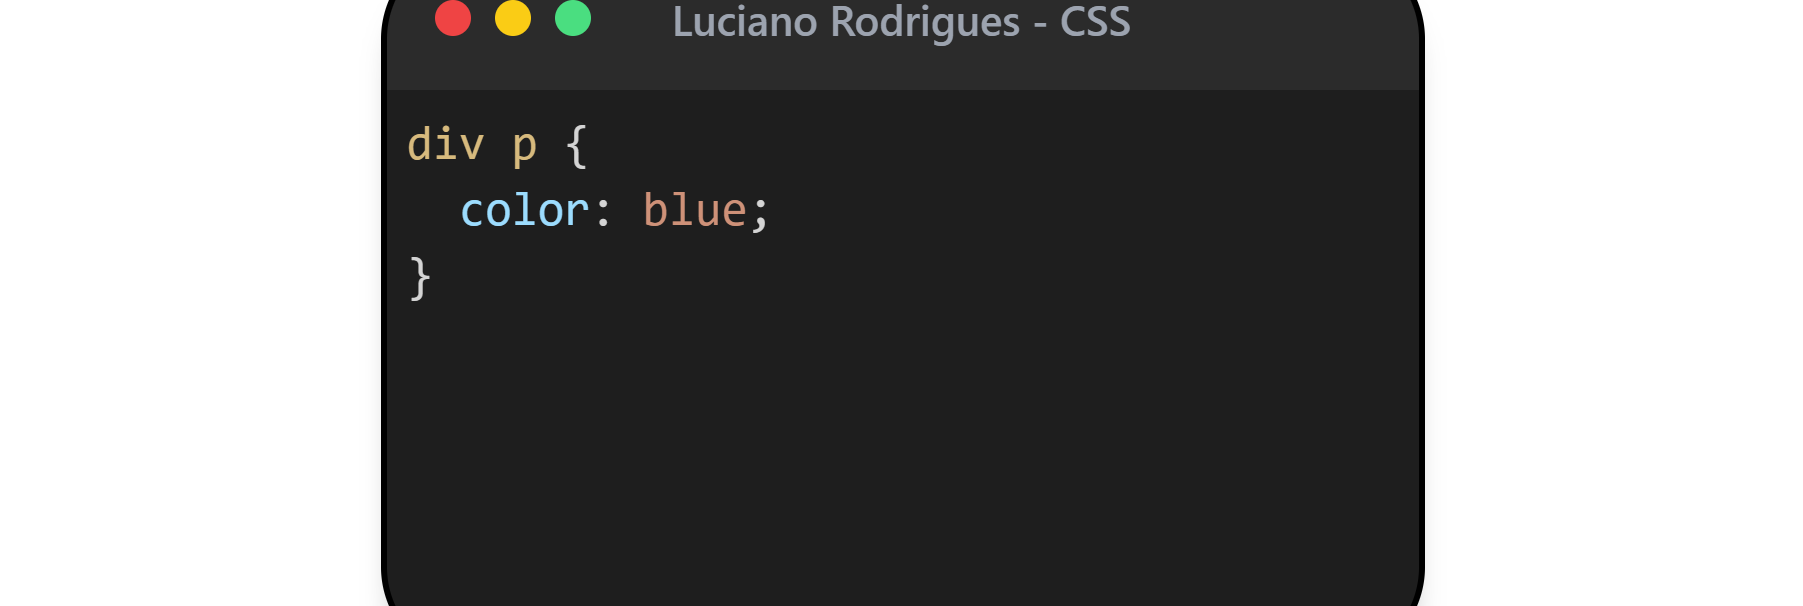 Luciano Rodrigues - CSS
div p {
  color: blue;
}